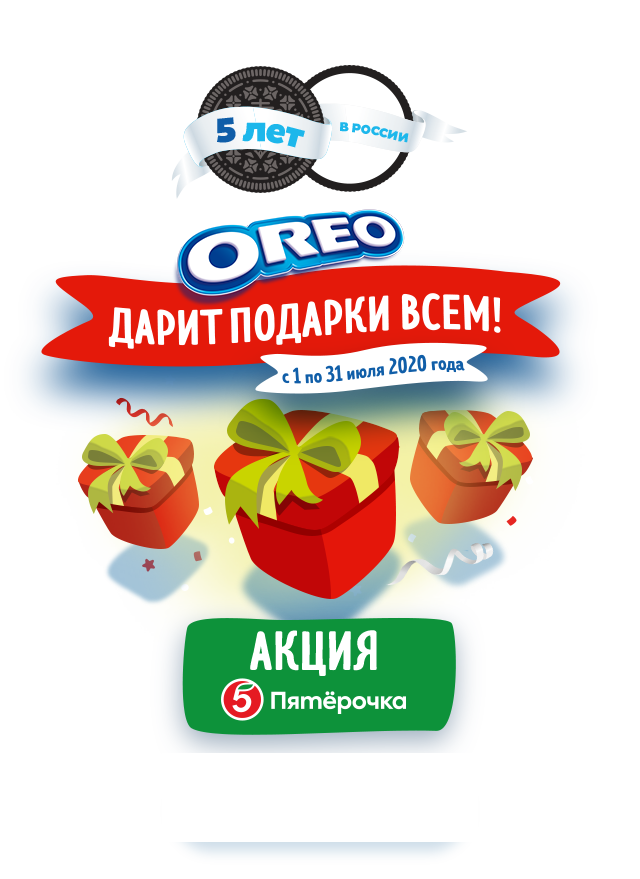 5 лет
В РОССИИ
OREO
ДАРИТ ПОДАРКИ ВСЕМ!
с 1 по 31 июля 2020 года
АКЦИЯ
5 Пятёрочка